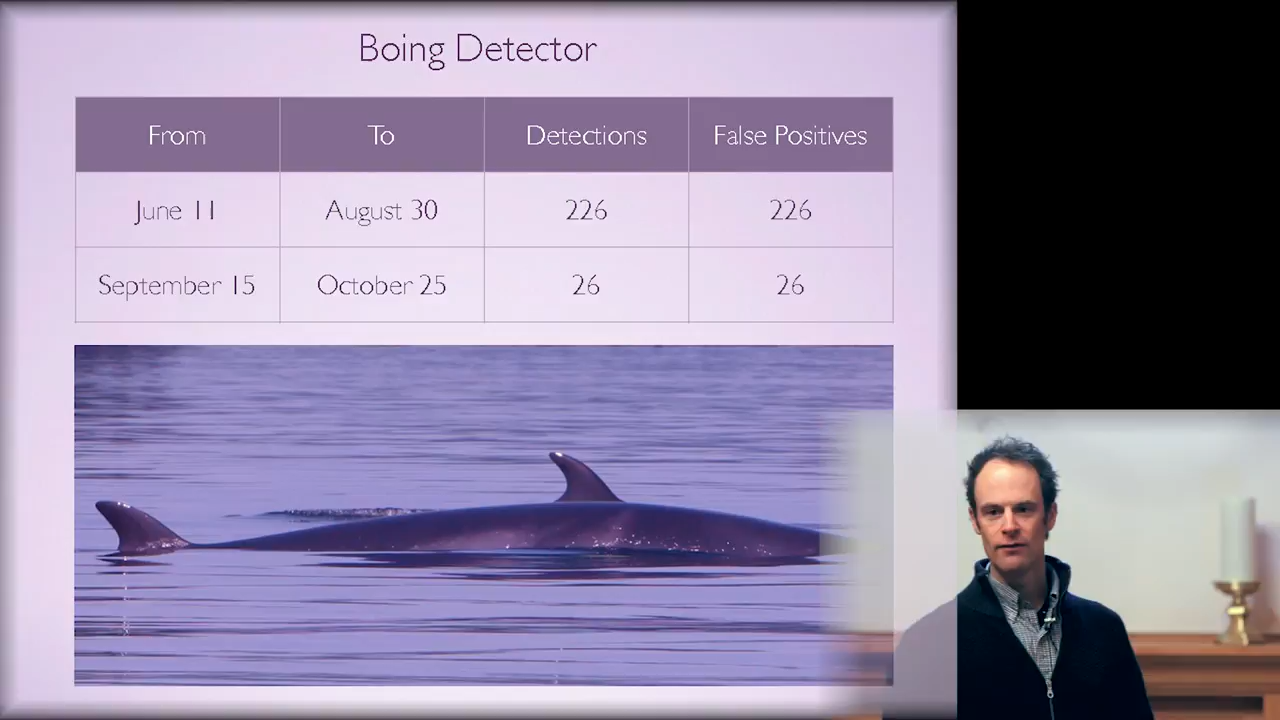 Boing Detector
From To Detections False Positives
June 11 August 30 226 226
September 15 October 25 26 26